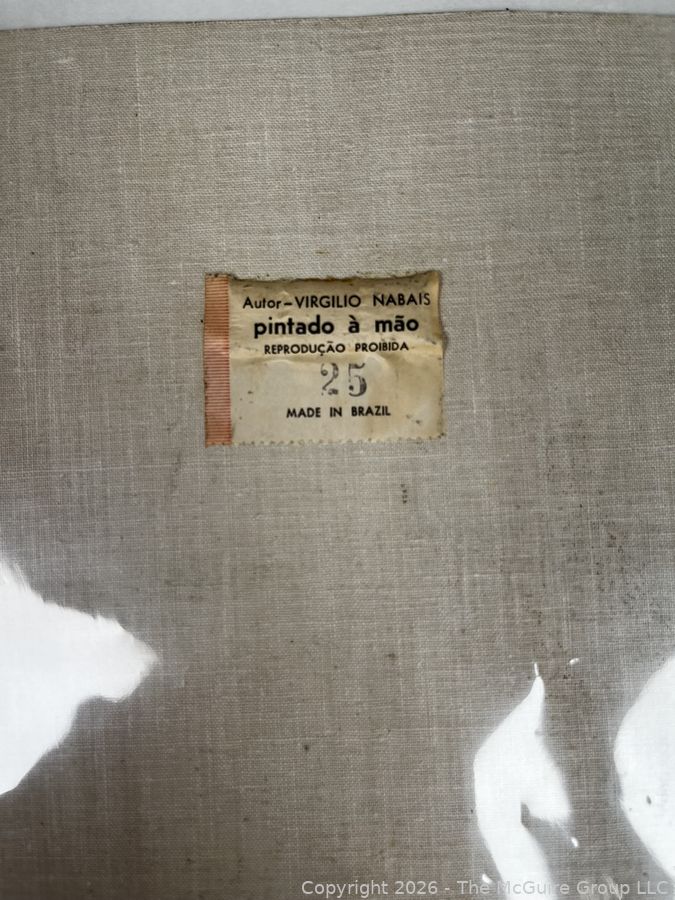 Autor-VIRGILIO NABAIS
pintado à mão
REPRODUÇÃO PROIBIDA
25
MADE IN BRAZIL
Copyright 2026 - The McGuire Group LLC